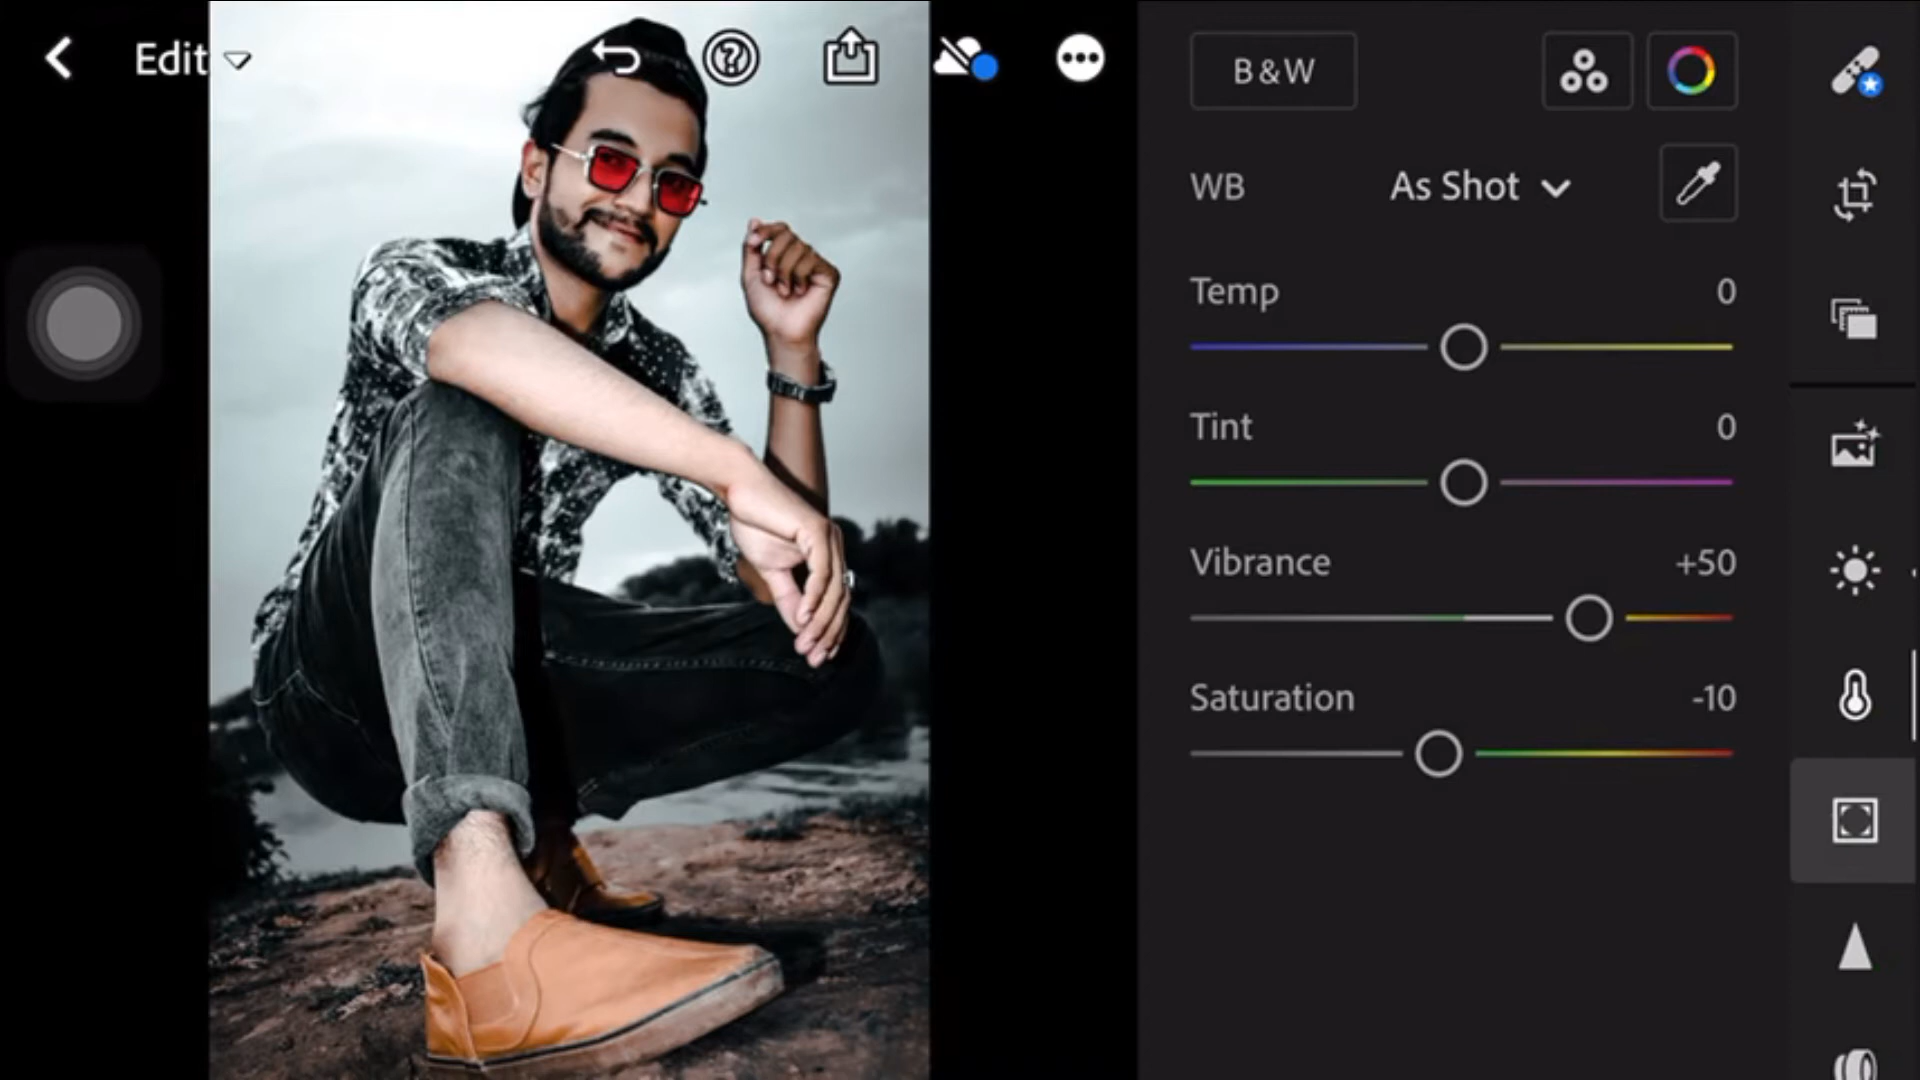 Edit
B&W
WB As Shot
Temp 0
Tint 0
Vibrance +50
Saturation -10